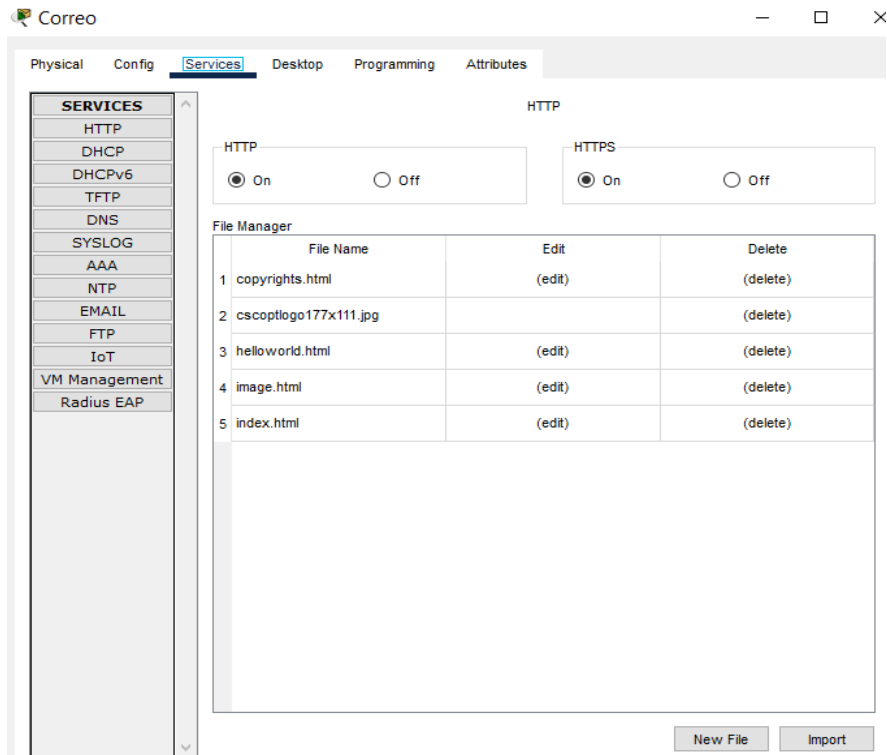 Correo
Physical Config Services Desktop Programming Attributes
SERVICES
HTTP
DHCP
DHCPv6
TFTP
DNS
SYSLOG
AAA
NTP
EMAIL
FTP
IoT
VM Management
Radius EAP
HTTP
HTTP
On Off
HTTPS
On Off
File Manager
File Name Edit Delete
1 copyrights.html (edit) (delete)
2 cscoptlogo177x111.jpg (delete)
3 helloworld.html (edit) (delete)
4 image.html (edit) (delete)
5 index.html (edit) (delete)
New File Import